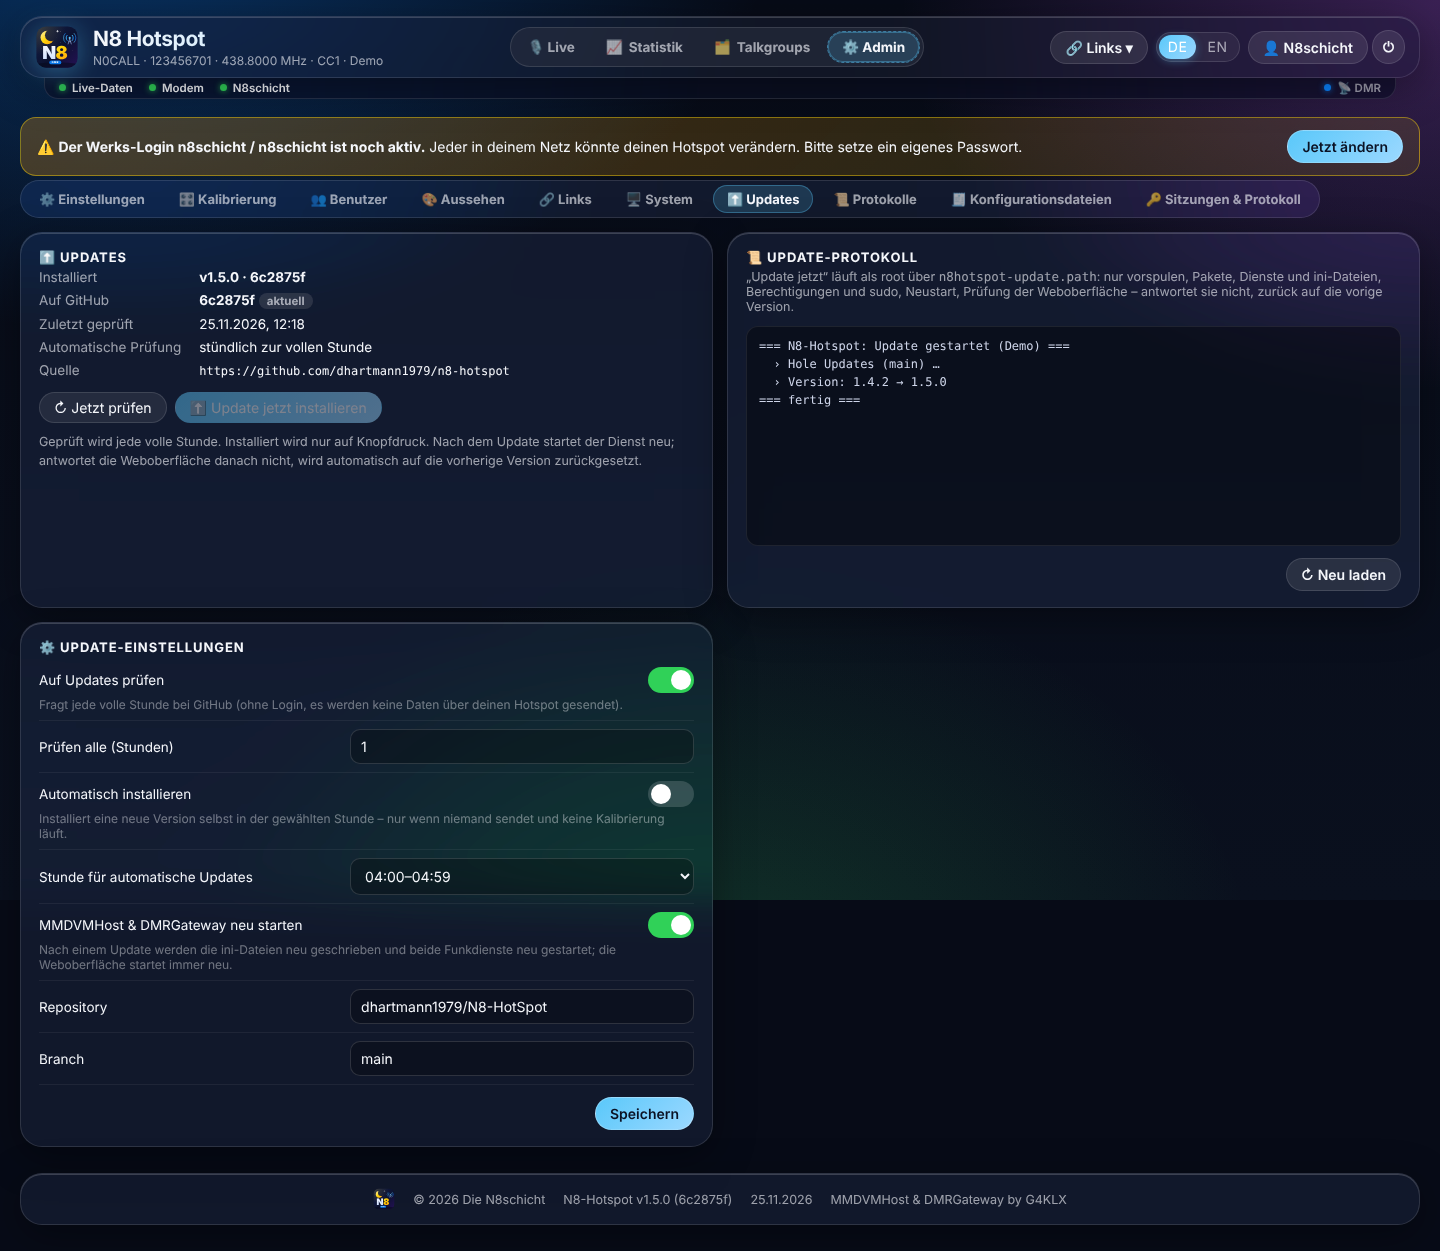 N8
N8 Hotspot
N0CALL · 123456701 · 438.8000 MHz · CC1 · Demo
Live
Statistik
Talkgroups
Admin
Links ▾
DE EN
N8schicht
Live-Daten Modem N8schicht
DMR
Der Werks-Login n8schicht / n8schicht ist noch aktiv. Jeder in deinem Netz könnte deinen Hotspot verändern. Bitte setze ein eigenes Passwort.
Jetzt ändern
Einstellungen Kalibrierung Benutzer Aussehen Links System Updates Protokolle Konfigurationsdateien Sitzungen & Protokoll
UPDATES
Installiert v1.5.0 · 6c2875f
Auf GitHub 6c2875f aktuell
Zuletzt geprüft 25.11.2026, 12:18
Automatische Prüfung stündlich zur vollen Stunde
Quelle https://github.com/dhartmann1979/n8-hotspot
↻ Jetzt prüfen
Update jetzt installieren
Geprüft wird jede volle Stunde. Installiert wird nur auf Knopfdruck. Nach dem Update startet der Dienst neu;
antwortet die Weboberfläche danach nicht, wird automatisch auf die vorherige Version zurückgesetzt.
UPDATE-PROTOKOLL
„Update jetzt“ läuft als root über n8hotspot-update.path: nur vorspulen, Pakete, Dienste und ini-Dateien,
Berechtigungen und sudo, Neustart, Prüfung der Weboberfläche – antwortet sie nicht, zurück auf die vorige
Version.
=== N8-Hotspot: Update gestartet (Demo) ===
› Hole Updates (main) …
› Version: 1.4.2 → 1.5.0
=== fertig ===
↻ Neu laden
UPDATE-EINSTELLUNGEN
Auf Updates prüfen
Fragt jede volle Stunde bei GitHub (ohne Login, es werden keine Daten über deinen Hotspot gesendet).
Prüfen alle (Stunden) 1
Automatisch installieren
Installiert eine neue Version selbst in der gewählten Stunde – nur wenn niemand sendet und keine Kalibrierung
läuft.
Stunde für automatische Updates 04:00–04:59
MMDVMHost & DMRGateway neu starten
Nach einem Update werden die ini-Dateien neu geschrieben und beide Funkdienste neu gestartet; die
Weboberfläche startet immer neu.
Repository dhartmann1979/N8-HotSpot
Branch main
Speichern
N8
© 2026 Die N8schicht N8-Hotspot v1.5.0 (6c2875f) 25.11.2026 MMDVMHost & DMRGateway by G4KLX